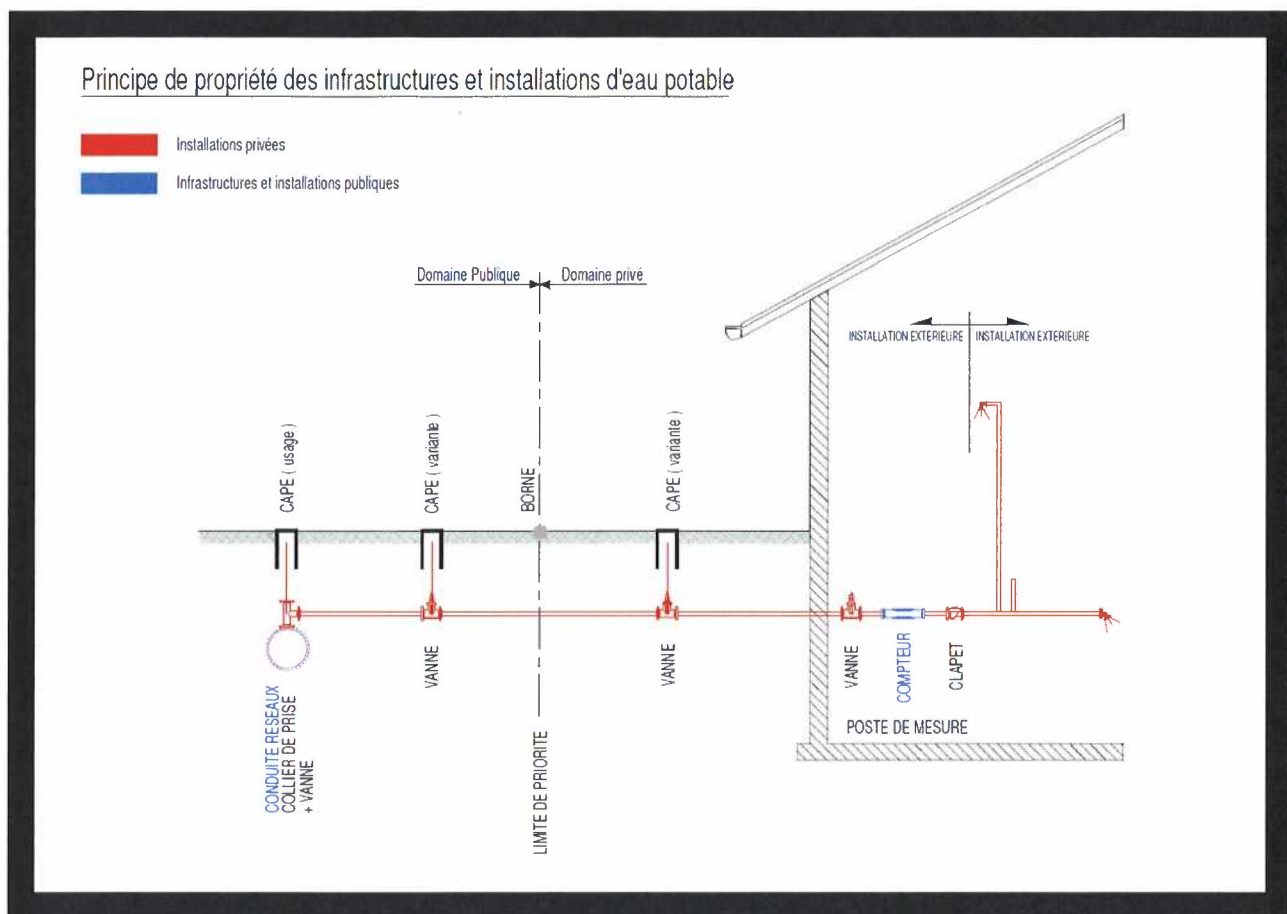 Principe de propriété des infrastructures et installations d'eau potable
Installations privées
Infrastructures et installations publiques
Domaine Publique
Domaine privé
INSTALLATION EXTERIEURE
INSTALLATION EXTERIEURE
CAPE ( usage )
CAPE ( variante )
BORNE
CAPE ( variante )
CONDUITE RESEAUX
COLLIER DE PRISE
+ VANNE
VANNE
LIMITE DE PRIORITE
VANNE
VANNE
COMPTEUR
CLAPET
POSTE DE MESURE